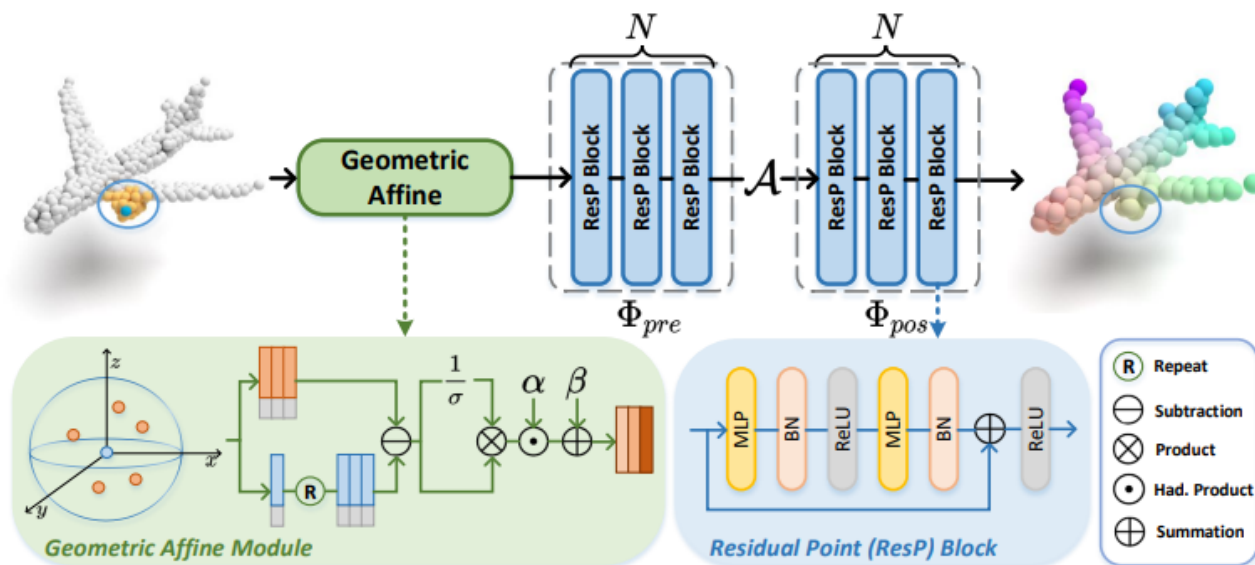 N
N
Geometric
Affine
ResP Block
ResP Block
ResP Block
𝒜
ResP Block
ResP Block
ResP Block
Φ_pre
Φ_pos
z
x
y
R
1/σ
α
β
Geometric Affine Module
MLP
BN
ReLU
MLP
BN
ReLU
Residual Point (ResP) Block
R Repeat
Subtraction
Product
Had. Product
Summation